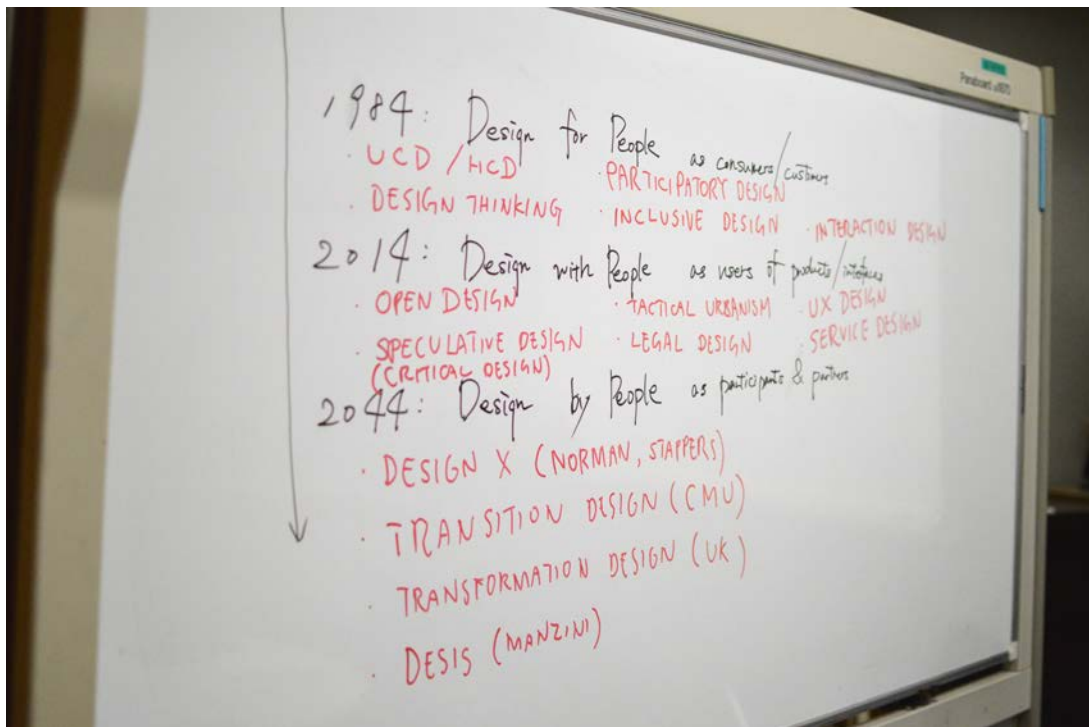 1984: Design for People as consumers/customers
· UCD / HCD · PARTICIPATORY DESIGN
· DESIGN THINKING · INCLUSIVE DESIGN · INTERACTION DESIGN
2014: Design with People as users of products/interfaces
· OPEN DESIGN · TACTICAL URBANISM · UX DESIGN
· SPECULATIVE DESIGN · LEGAL DESIGN · SERVICE DESIGN
(CRITICAL DESIGN)
2044: Design by People as participants & partners
· DESIGN X (NORMAN, STAPPERS)
· TRANSITION DESIGN (CMU)
· TRANSFORMATION DESIGN (UK)
· DESIS (MANZINI)